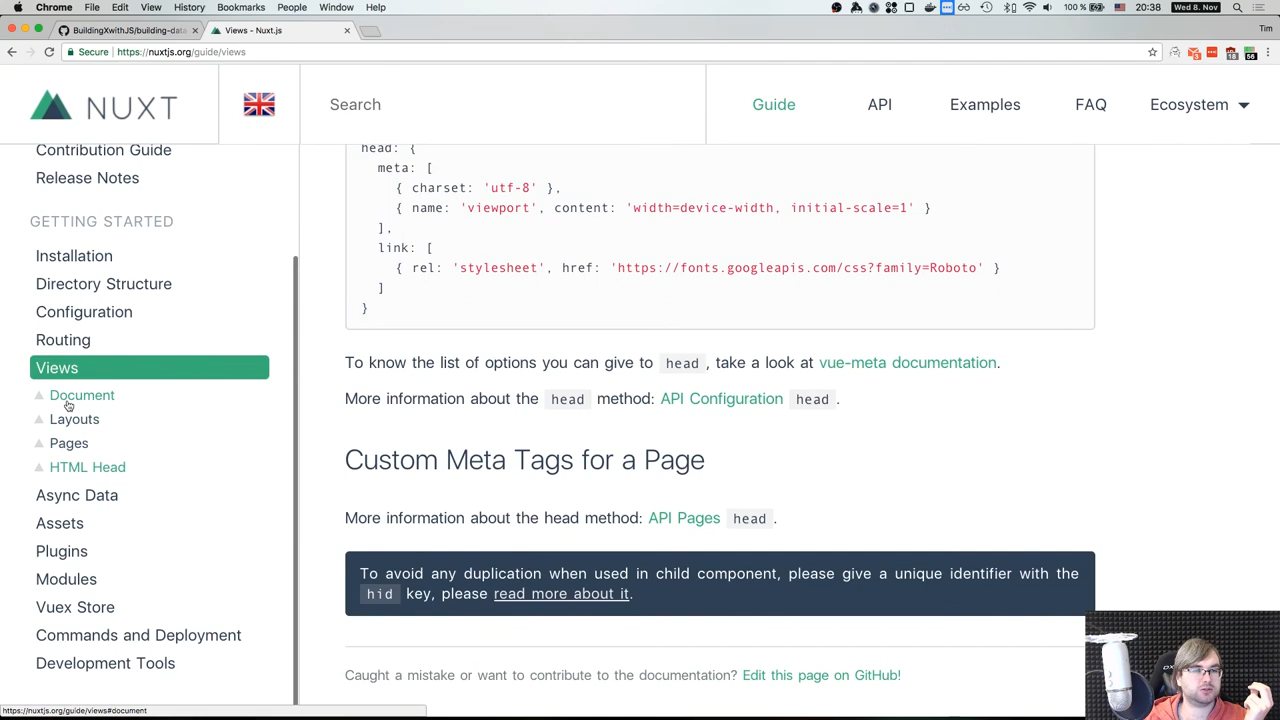 Chrome File Edit View History Bookmarks People Window Help
100 % 20:38 Wed 8. Nov
BuildingXwithJS/building-data
Views - Nuxt.js
Tim
Secure https://nuxtjs.org/guide/views
NUXT
Search
Guide API Examples FAQ Ecosystem
Contribution Guide
Release Notes
GETTING STARTED
Installation
Directory Structure
Configuration
Routing
Views
Document
Layouts
Pages
HTML Head
Async Data
Assets
Plugins
Modules
Vuex Store
Commands and Deployment
Development Tools
head: {
meta: [
{ charset: 'utf-8' },
{ name: 'viewport', content: 'width=device-width, initial-scale=1' }
],
link: [
{ rel: 'stylesheet', href: 'https://fonts.googleapis.com/css?family=Roboto' }
]
}
To know the list of options you can give to head, take a look at vue-meta documentation.
More information about the head method: API Configuration head.
Custom Meta Tags for a Page
More information about the head method: API Pages head.
To avoid any duplication when used in child component, please give a unique identifier with the
hid key, please read more about it.
Caught a mistake or want to contribute to the documentation? Edit this page on GitHub!
https://nuxtjs.org/guide/views#document